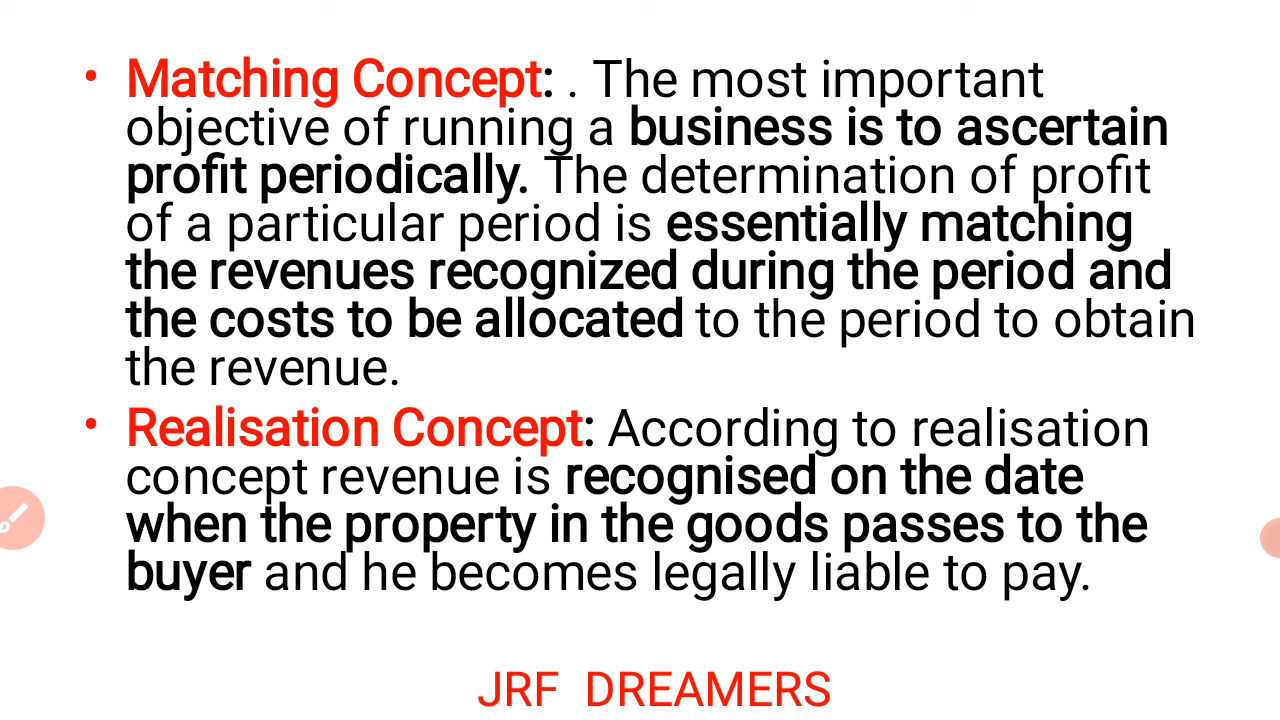 • Matching Concept: . The most important
objective of running a business is to ascertain
profit periodically. The determination of profit
of a particular period is essentially matching
the revenues recognized during the period and
the costs to be allocated to the period to obtain
the revenue.
• Realisation Concept: According to realisation
concept revenue is recognised on the date
when the property in the goods passes to the
buyer and he becomes legally liable to pay.
JRF DREAMERS